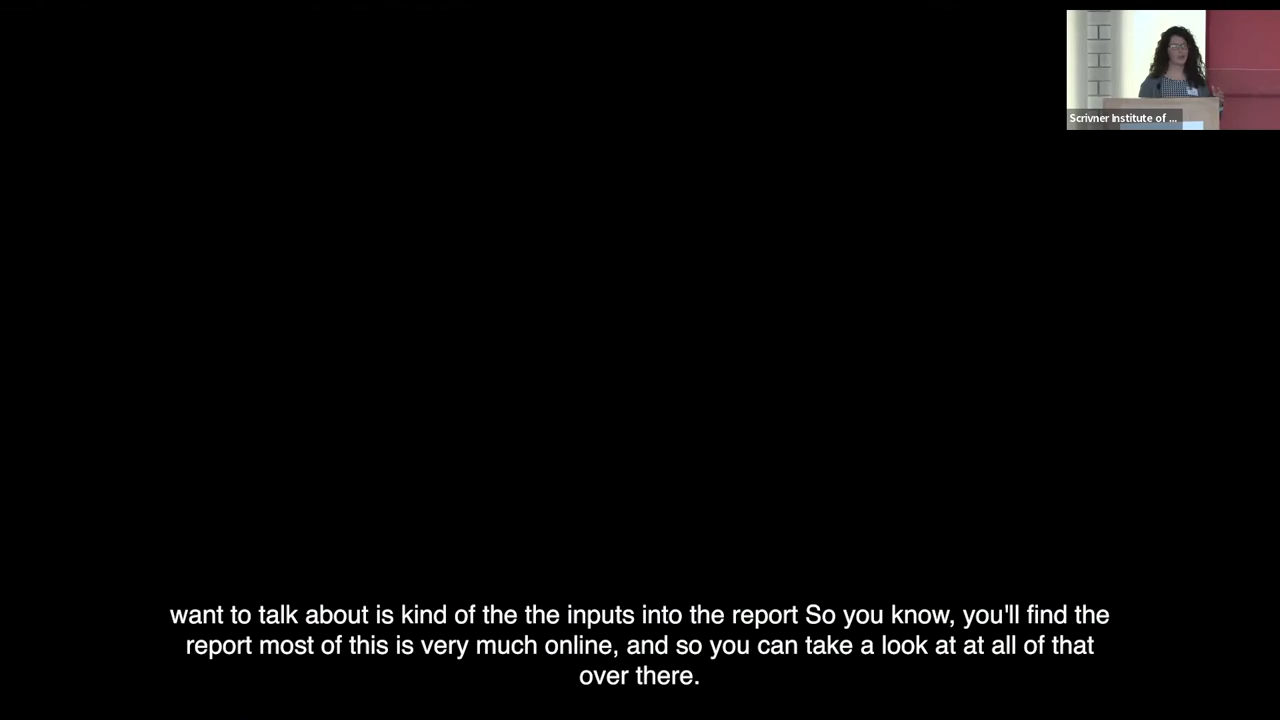 Scrivner Institute of ...
want to talk about is kind of the the inputs into the report So you know, you'll find the
report most of this is very much online, and so you can take a look at at all of that
over there.